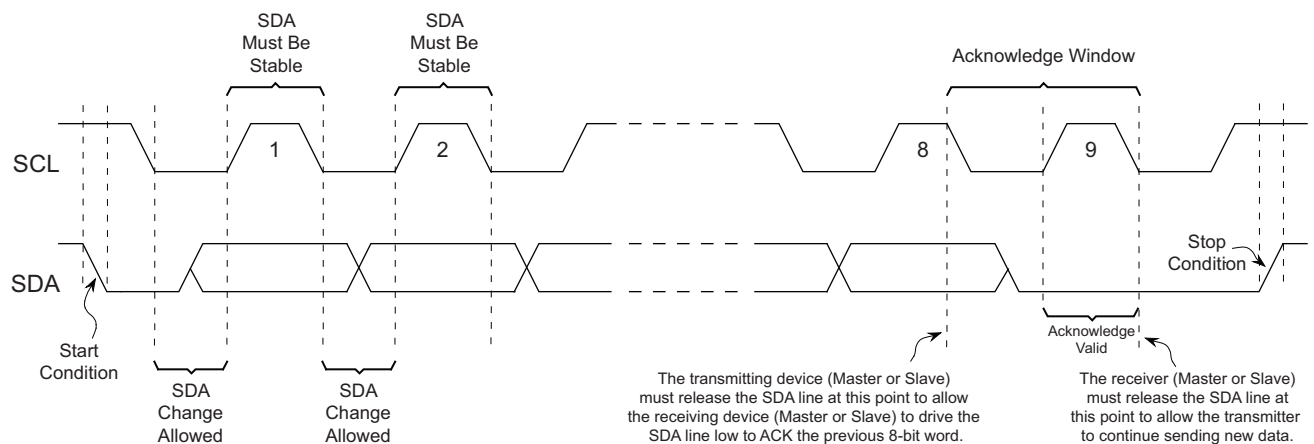 SDA
Must Be
Stable
SDA
Must Be
Stable
Acknowledge Window
SCL
1
2
8
9
SDA
Stop
Condition
Start
Condition
Acknowledge
Valid
SDA
Change
Allowed
SDA
Change
Allowed
The transmitting device (Master or Slave)
must release the SDA line at this point to allow
the receiving device (Master or Slave) to drive the
SDA line low to ACK the previous 8-bit word.
The receiver (Master or Slave)
must release the SDA line at
this point to allow the transmitter
to continue sending new data.